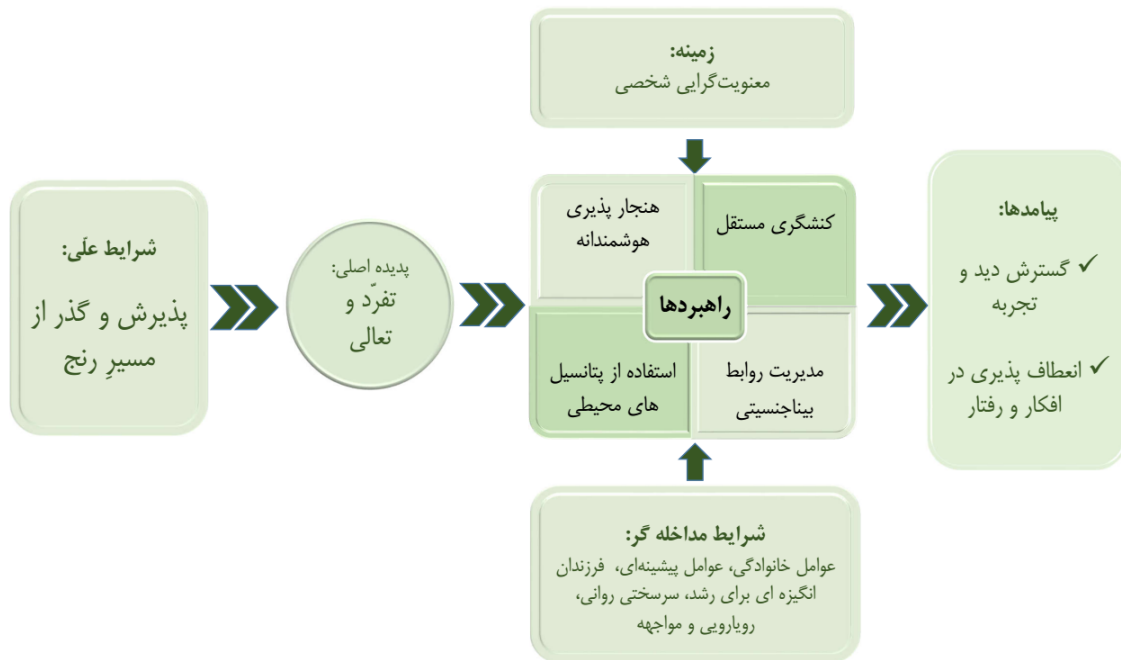 زمینه:
معنویت‌گرایی شخصی
شرایط علّی:
پذیرش و گذر از
مسیرِ رنج
پدیده اصلی:
تفرّد و
تعالی
هنجار پذیری
هوشمندانه
کنشگری مستقل
راهبردها
استفاده از پتانسیل
های محیطی
مدیریت روابط
بیناجنسیتی
پیامدها:
✓ گسترش دید و
تجربه
✓ انعطاف پذیری در
افکار و رفتار
شرایط مداخله گر:
عوامل خانوادگی، عوامل پیشینه‌ای، فرزندان
انگیزه ای برای رشد، سرسختی روانی،
رویارویی و مواجهه